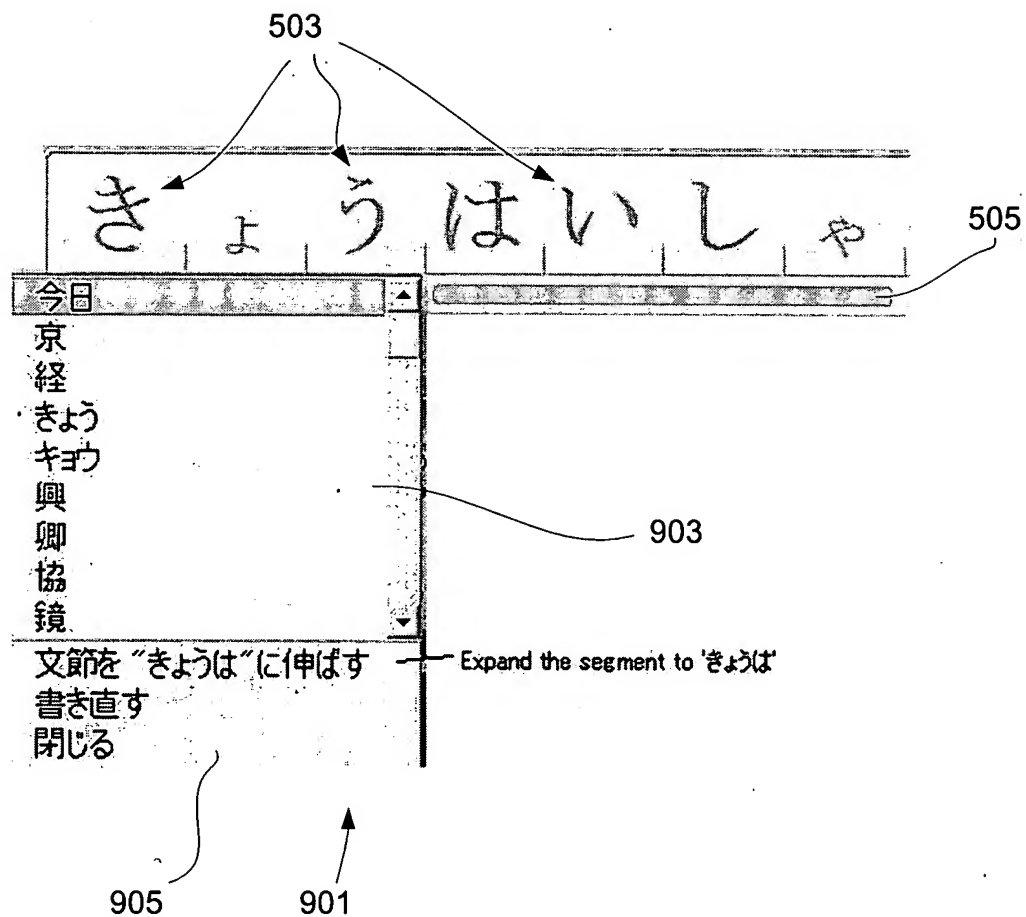 503
きょうはいしゃ
505
今日
京
経
きょう
キョウ
興
卿
協
鏡
903
文節を "きょうは"に伸ばす Expand the segment to 'きょうは'
書き直す
閉じる
905 901